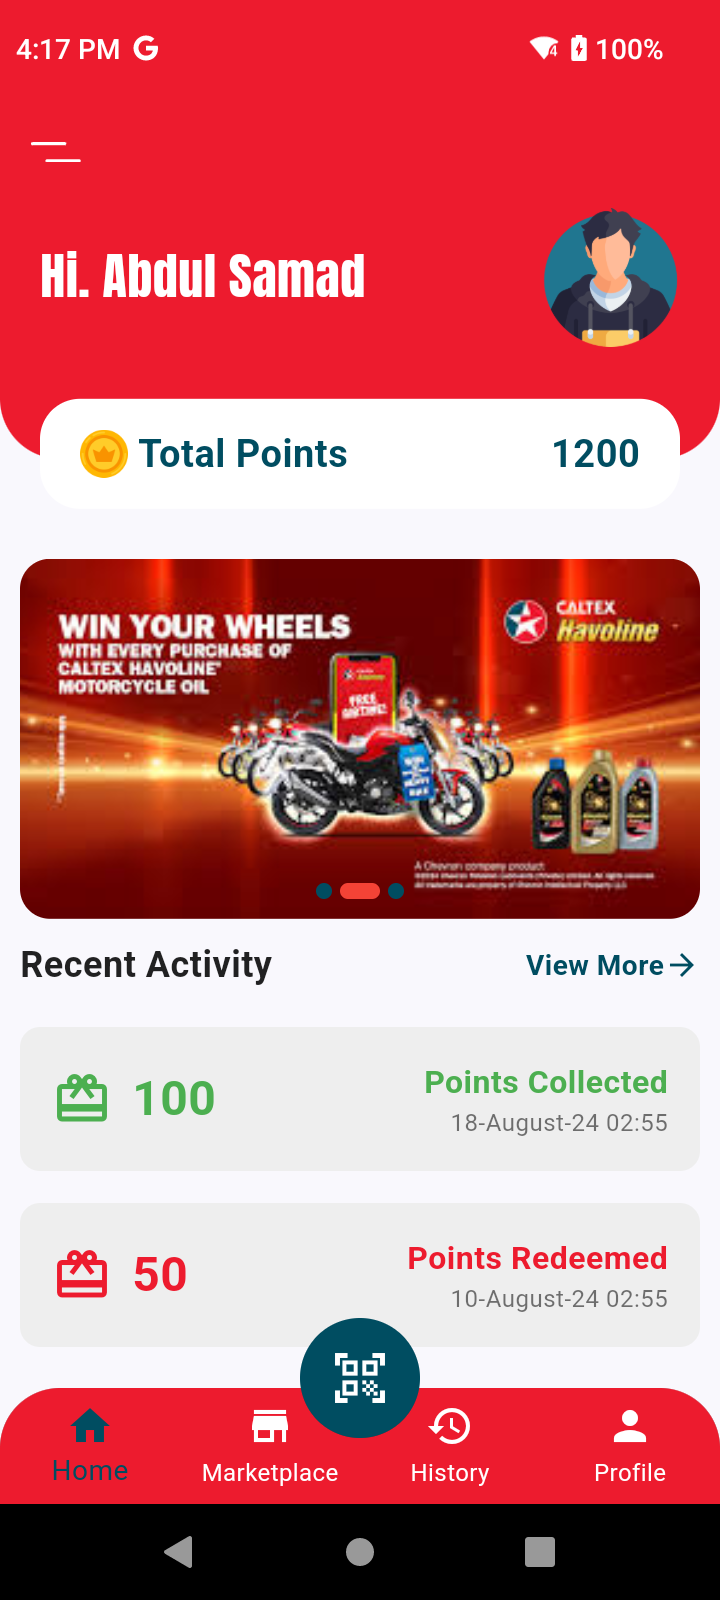 4:17 PM G 4 100%
Hi. Abdul Samad
Total Points 1200
WIN YOUR WHEELS
WITH EVERY PURCHASE OF
CALTEX HAVOLINE®
MOTORCYCLE OIL
CALTEX
Havoline
FREE
AIRTIME!
A Chevron company product
Recent Activity View More
100 Points Collected
18-August-24 02:55
50 Points Redeemed
10-August-24 02:55
Home Marketplace History Profile